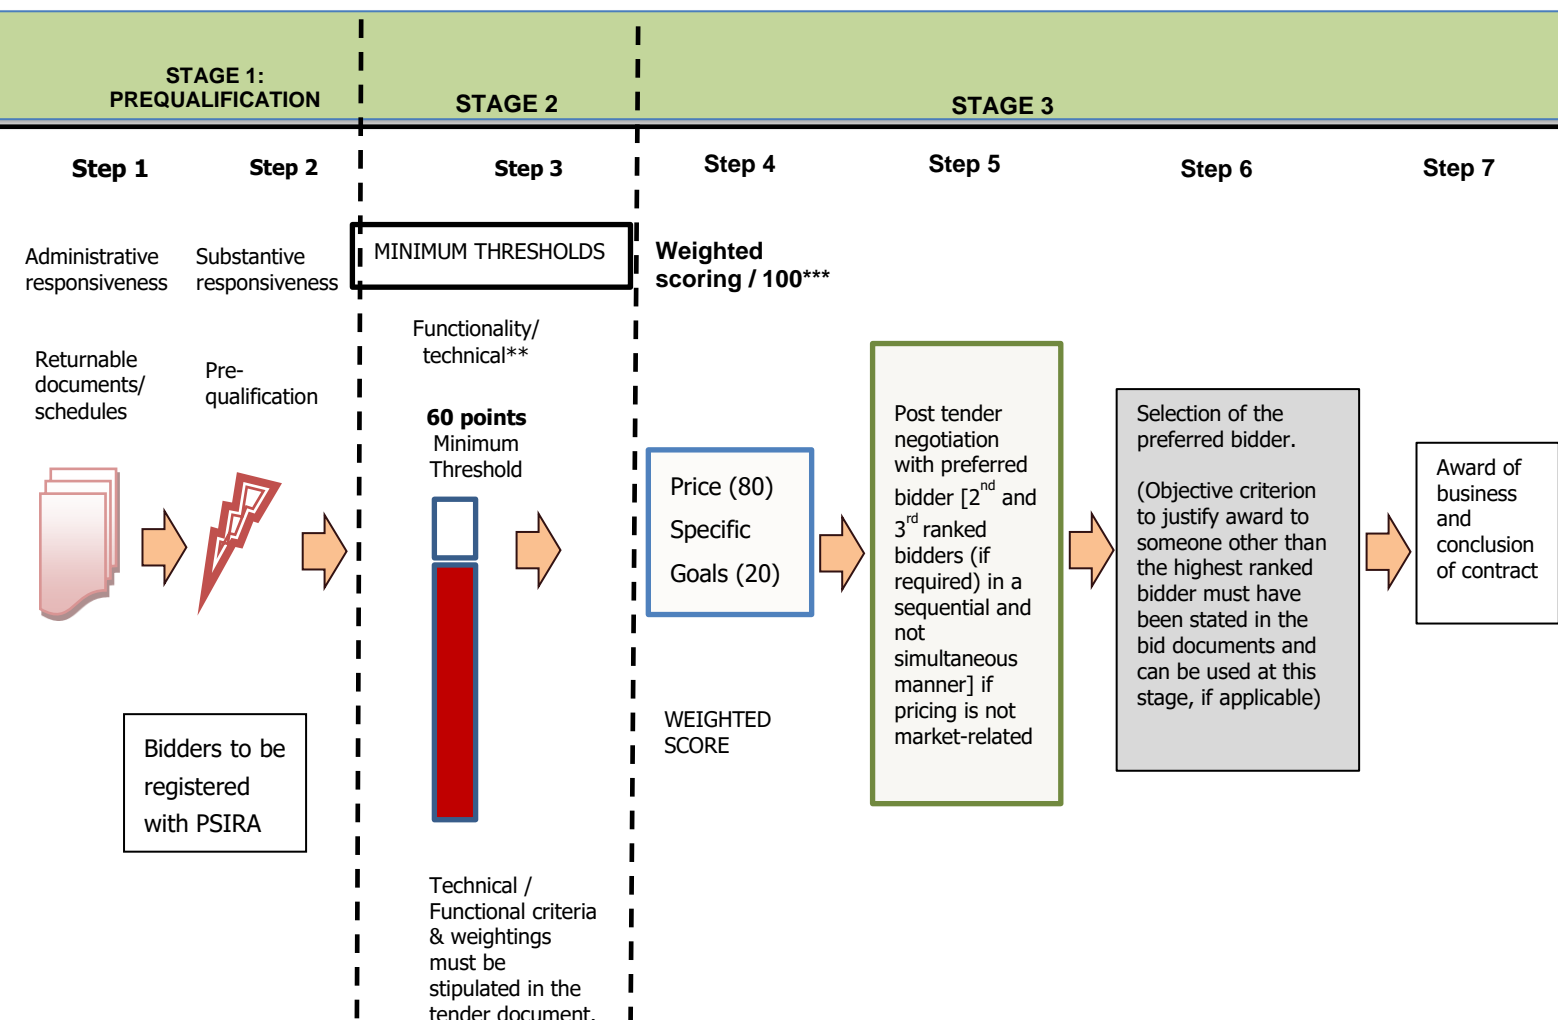 STAGE 1:
PREQUALIFICATION
STAGE 2
STAGE 3
Step 1
Step 2
Step 3
Step 4
Step 5
Step 6
Step 7
Administrative
responsiveness
Returnable
documents/
schedules
Substantive
responsiveness
Pre-
qualification
Bidders to be
registered
with PSIRA
MINIMUM THRESHOLDS
Functionality/
technical**
60 points
Minimum
Threshold
Technical /
Functional criteria
& weightings
must be
stipulated in the
tender document.
Weighted
scoring / 100***
Price (80)
Specific
Goals (20)
WEIGHTED
SCORE
Post tender
negotiation
with preferred
bidder [2nd and
3rd ranked
bidders (if
required) in a
sequential and
not
simultaneous
manner] if
pricing is not
market-related
Selection of the
preferred bidder.
(Objective criterion
to justify award to
someone other than
the highest ranked
bidder must have
been stated in the
bid documents and
can be used at this
stage, if applicable)
Award of
business
and
conclusion
of contract